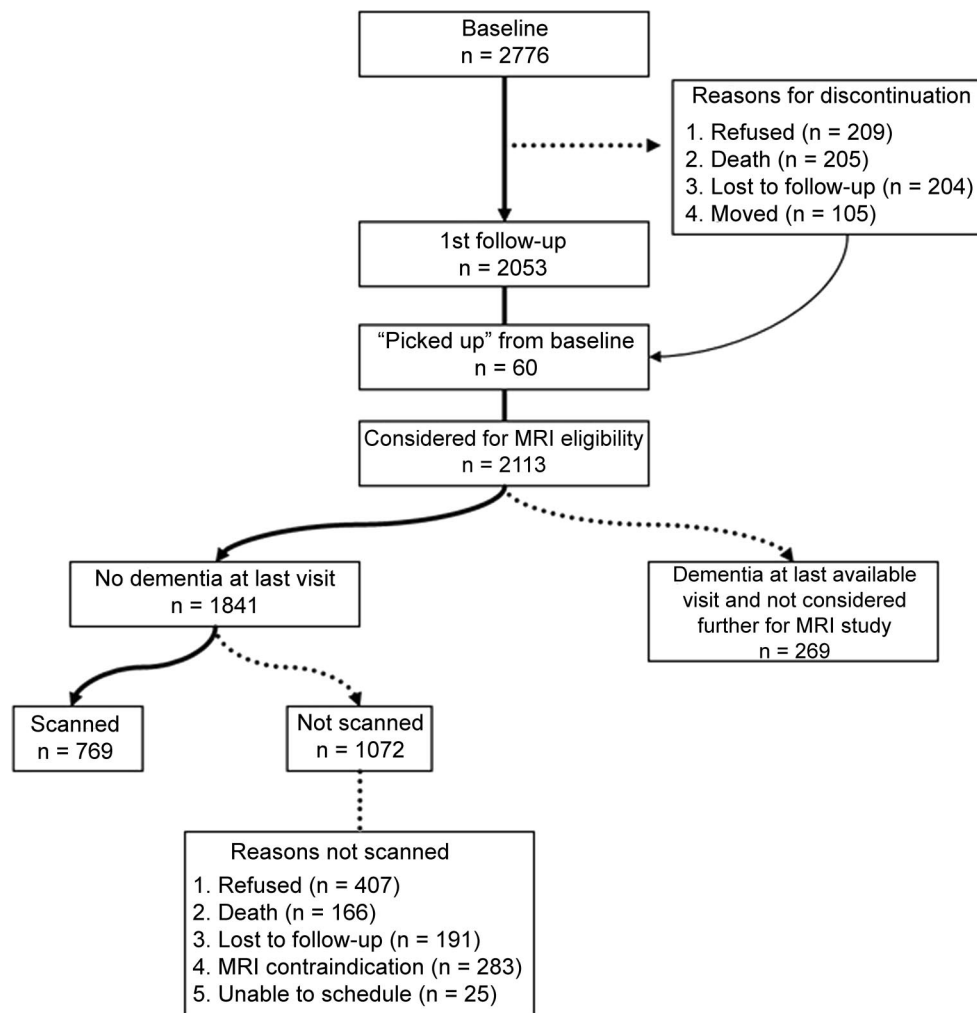 Baseline
n = 2776
Reasons for discontinuation
1. Refused (n = 209)
2. Death (n = 205)
3. Lost to follow-up (n = 204)
4. Moved (n = 105)
1st follow-up
n = 2053
“Picked up” from baseline
n = 60
Considered for MRI eligibility
n = 2113
No dementia at last visit
n = 1841
Dementia at last available
visit and not considered
further for MRI study
n = 269
Scanned
n = 769
Not scanned
n = 1072
Reasons not scanned
1. Refused (n = 407)
2. Death (n = 166)
3. Lost to follow-up (n = 191)
4. MRI contraindication (n = 283)
5. Unable to schedule (n = 25)